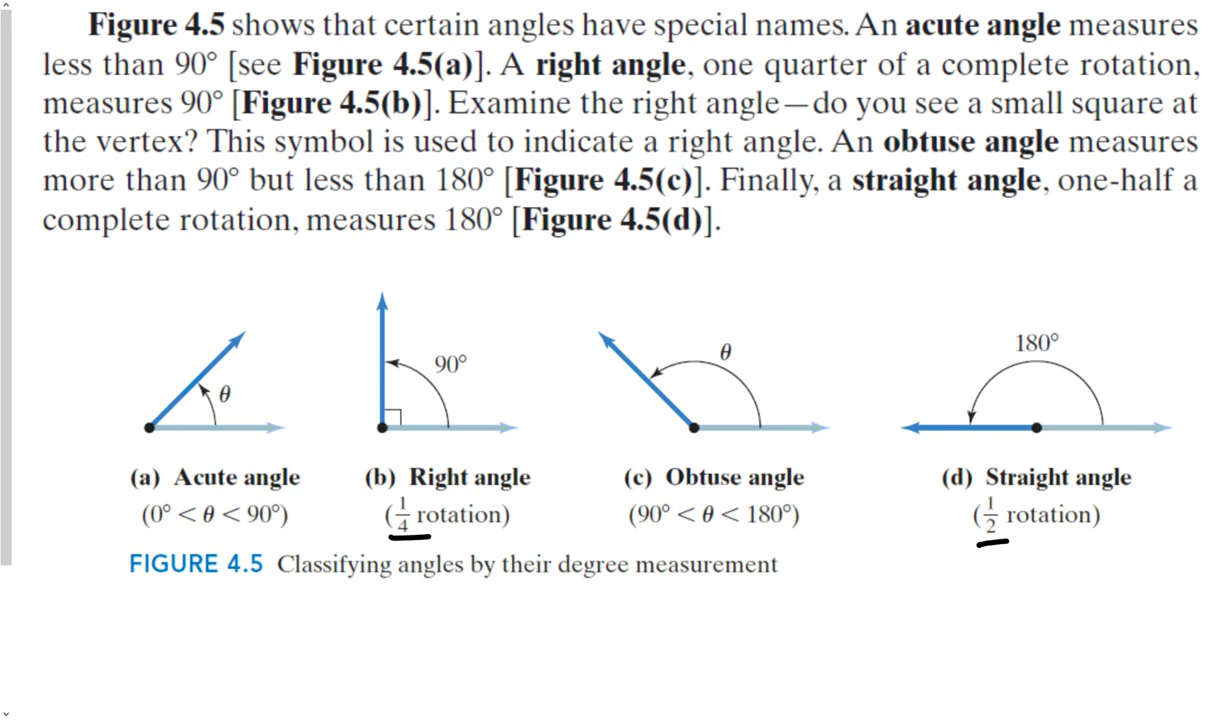 Figure 4.5 shows that certain angles have special names. An acute angle measures
less than 90° [see Figure 4.5(a)]. A right angle, one quarter of a complete rotation,
measures 90° [Figure 4.5(b)]. Examine the right angle—do you see a small square at
the vertex? This symbol is used to indicate a right angle. An obtuse angle measures
more than 90° but less than 180° [Figure 4.5(c)]. Finally, a straight angle, one-half a
complete rotation, measures 180° [Figure 4.5(d)].
θ
90°
θ
180°
(a) Acute angle
(0° < θ < 90°)
(b) Right angle
(1/4 rotation)
(c) Obtuse angle
(90° < θ < 180°)
(d) Straight angle
(1/2 rotation)
FIGURE 4.5 Classifying angles by their degree measurement